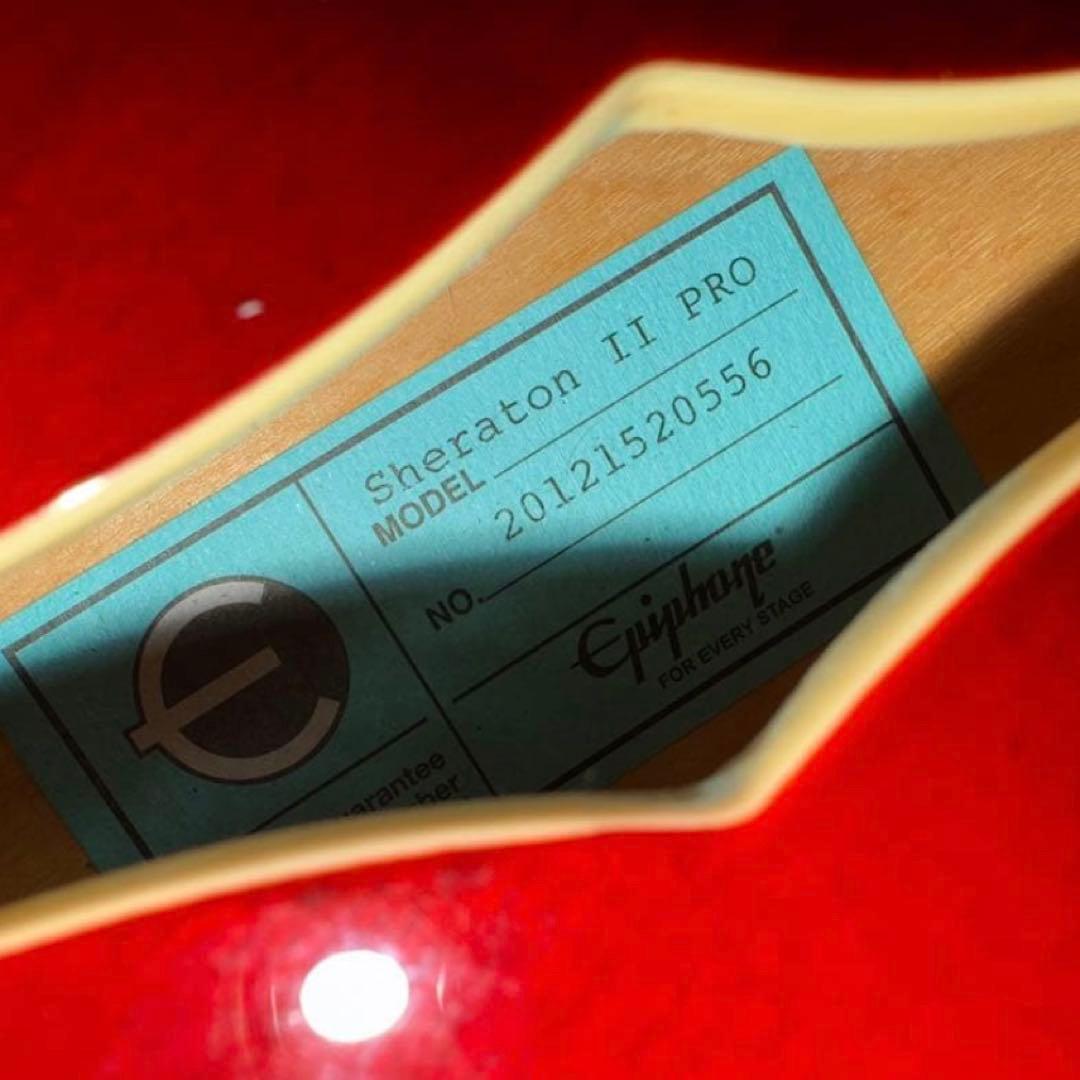 Sheraton II PRO
MODEL
20121520556
NO.
Epiphone
FOR EVERY STAGE